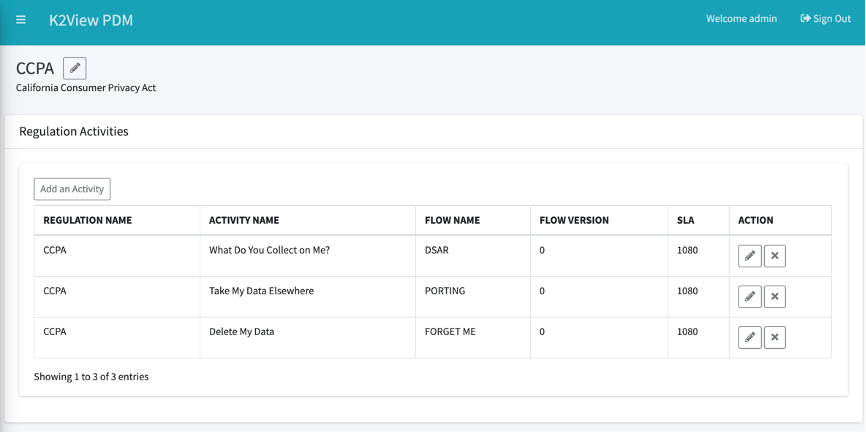 K2View PDM
Welcome admin
Sign Out
CCPA
California Consumer Privacy Act
Regulation Activities
Add an Activity
REGULATION NAME ACTIVITY NAME FLOW NAME FLOW VERSION SLA ACTION
CCPA What Do You Collect on Me? DSAR 0 1080
CCPA Take My Data Elsewhere PORTING 0 1080
CCPA Delete My Data FORGET ME 0 1080
Showing 1 to 3 of 3 entries